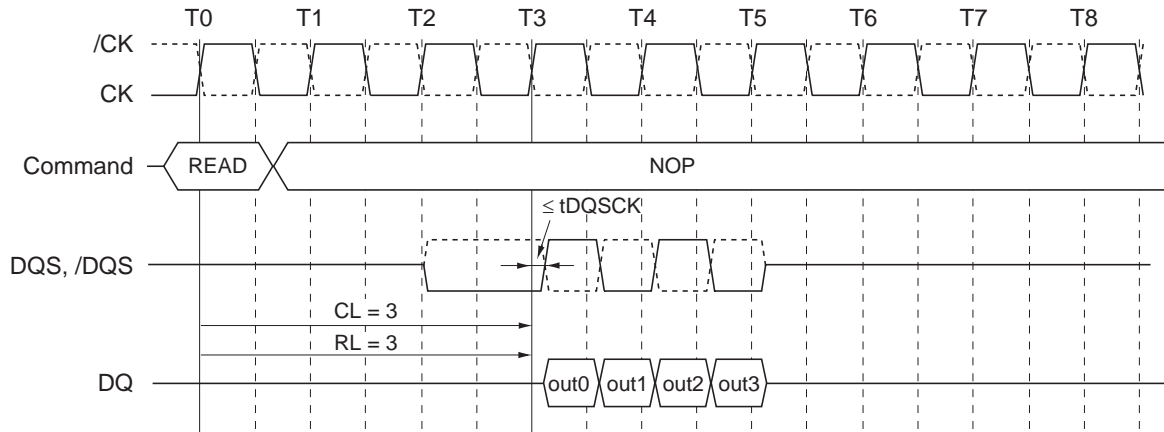 T0 T1 T2 T3 T4 T5 T6 T7 T8
/CK
CK
Command READ NOP
≤ tDQSCK
DQS, /DQS
CL = 3
RL = 3
DQ out0 out1 out2 out3